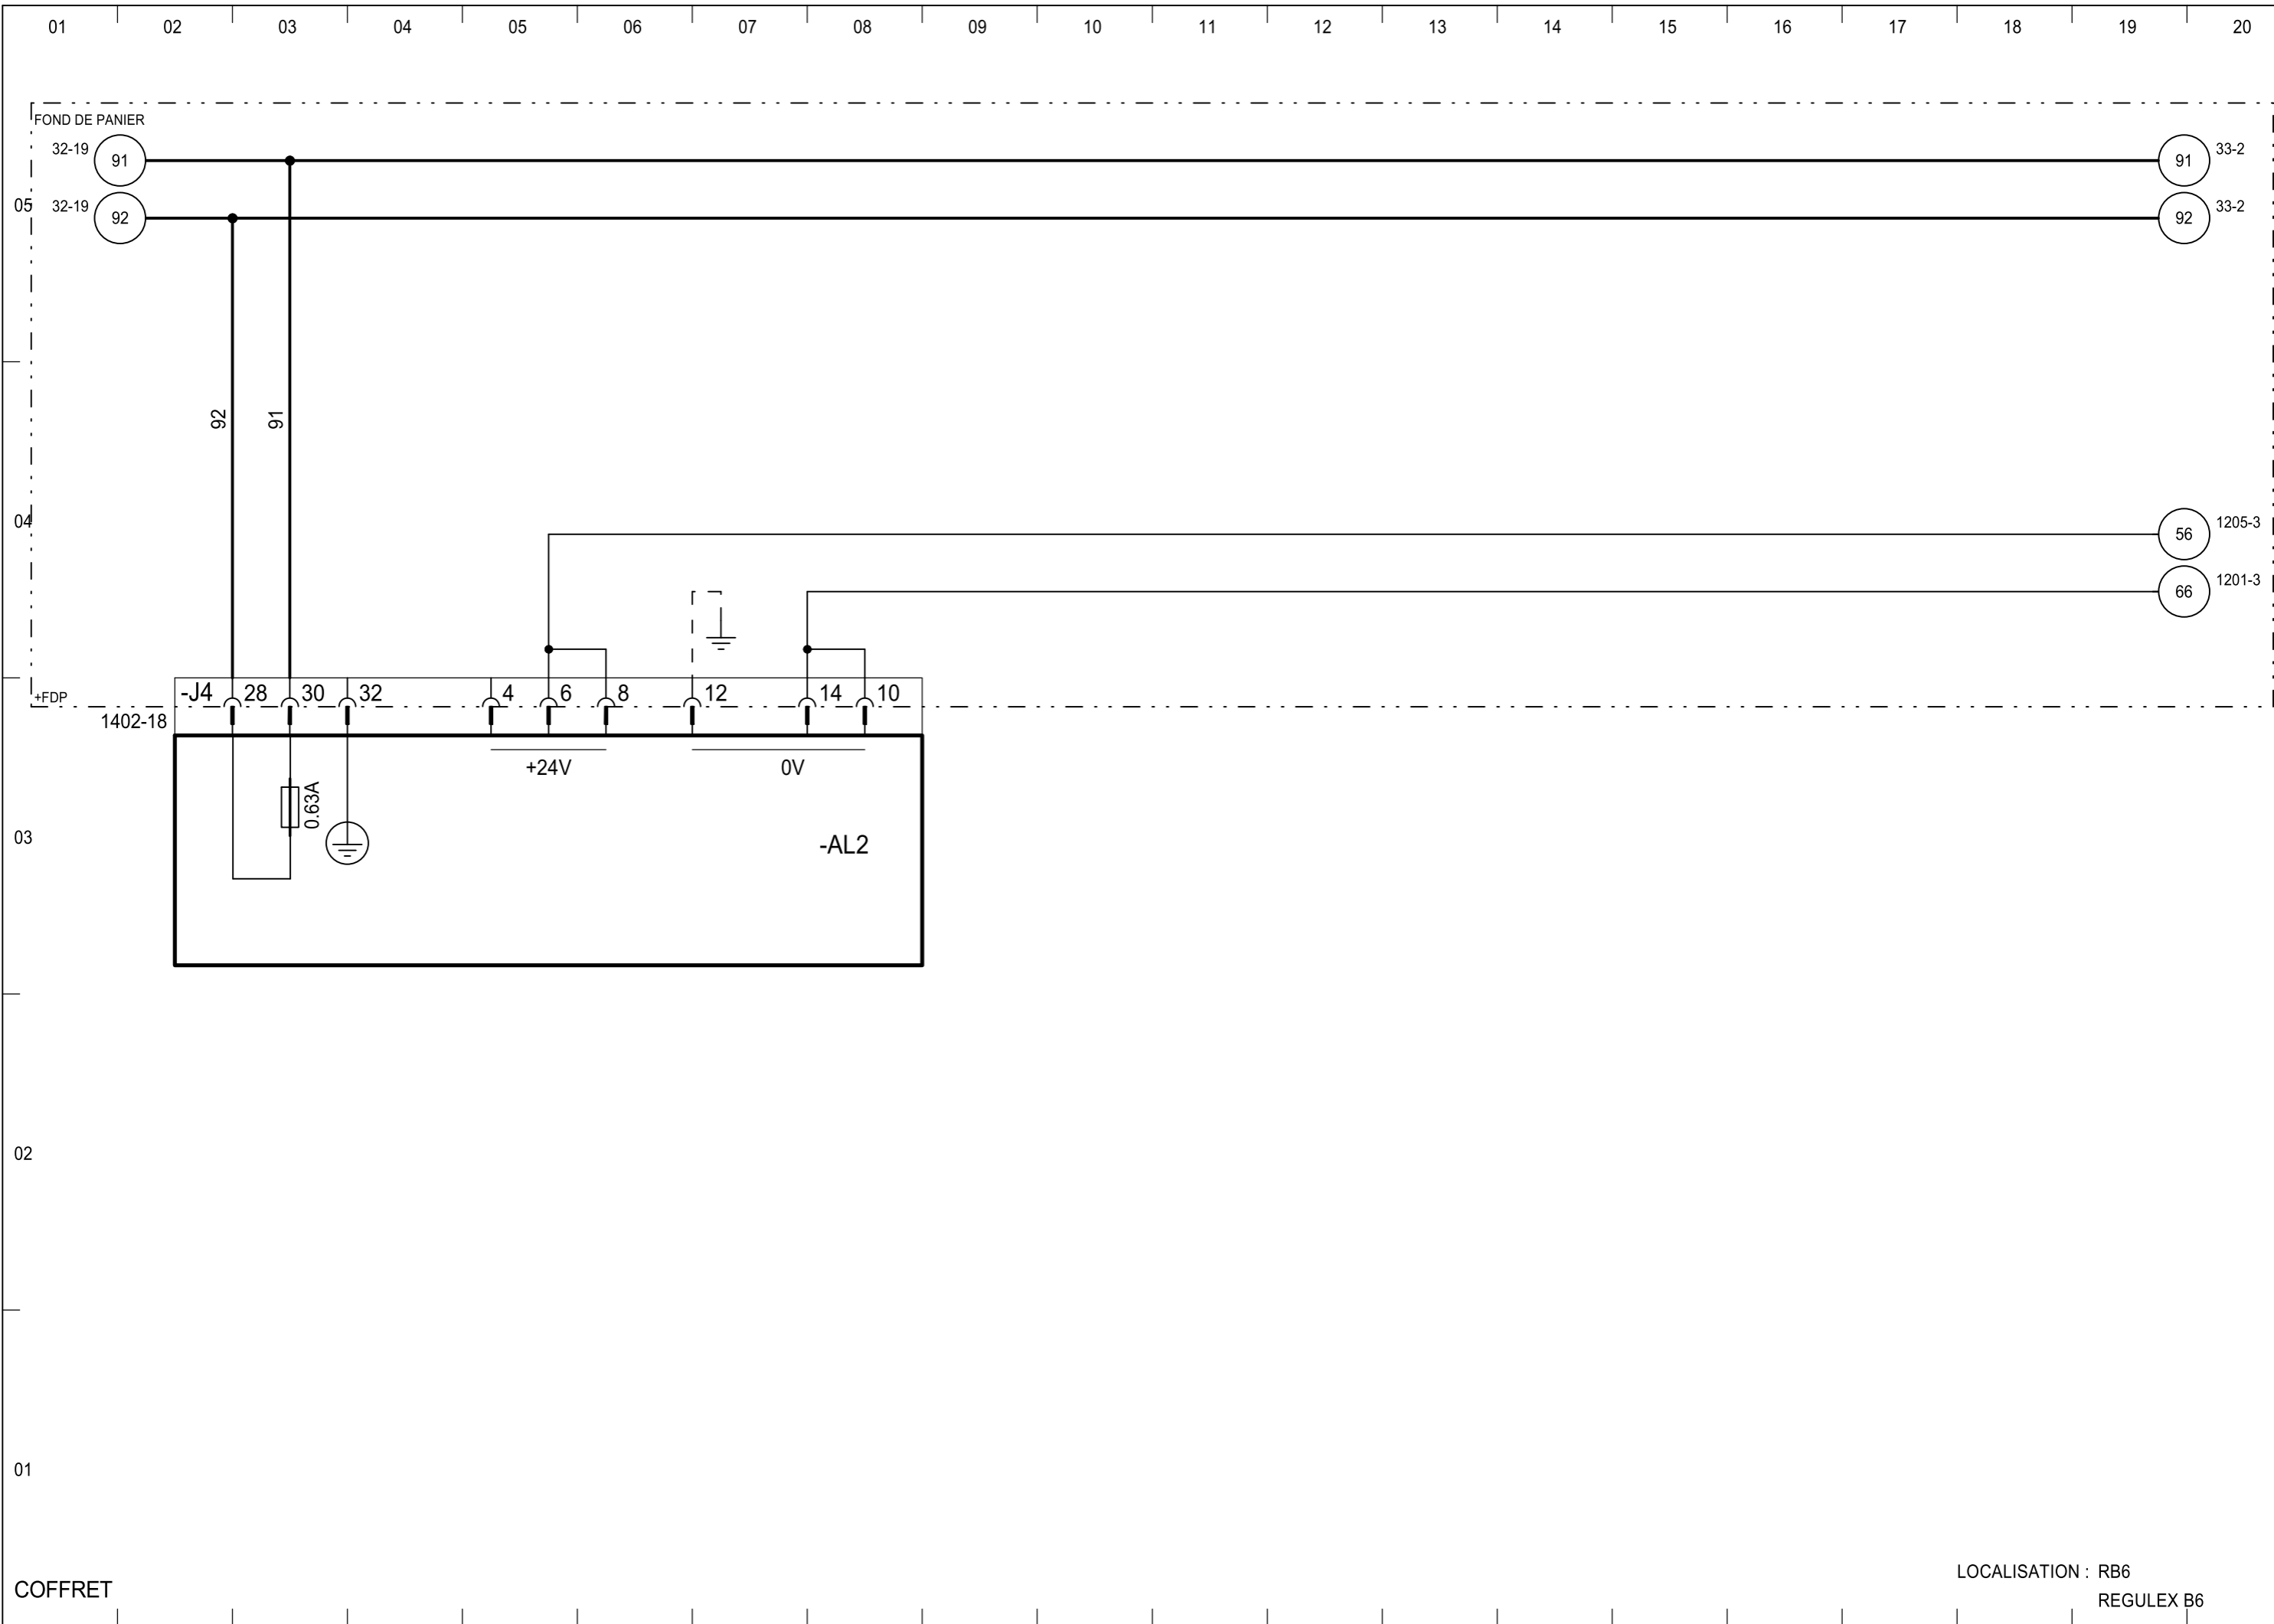 01 02 03 04 05 06 07 08 09 10 11 12 13 14 15 16 17 18 19 20
FOND DE PANIER
32-19 91 91 33-2
05 32-19 92 92 33-2
92 91
04 56 1205-3
66 1201-3
+FDP -J4 28 30 32 4 6 8 12 14 10
1402-18
+24V 0V
0.63A
03 -AL2
02
01
LOCALISATION : RB6
COFFRET
REGULEX B6